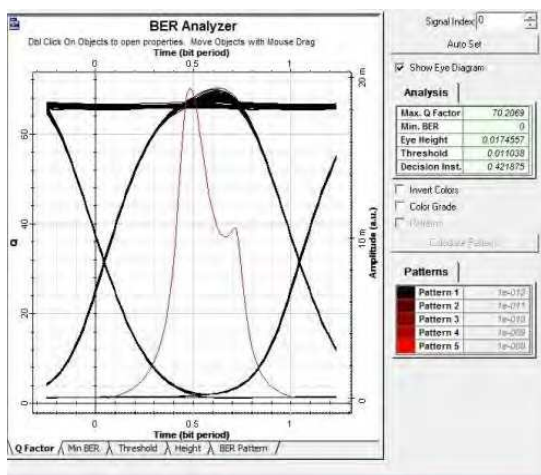 BER Analyzer
Dbl Click On Objects to open properties. Move Objects with Mouse Drag
Time (bit period)
0 0.5 1
60
40
20
0
Q
20 m
10 m
0
Amplitude (a.u.)
Time (bit period)
0 0.5 1
Q Factor Min BER Threshold Height BER Pattern
Signal Index 0
Auto Set
Show Eye Diagram
Analysis
Max. Q Factor 70.2069
Min. BER 0
Eye Height 0.0174557
Threshold 0.011038
Decision Inst. 0.421875
Invert Colors
Color Grade
Patterns
Calculate Patterns
Patterns
Pattern 1 1e-012
Pattern 2 1e-011
Pattern 3 1e-010
Pattern 4 1e-009
Pattern 5 1e-008